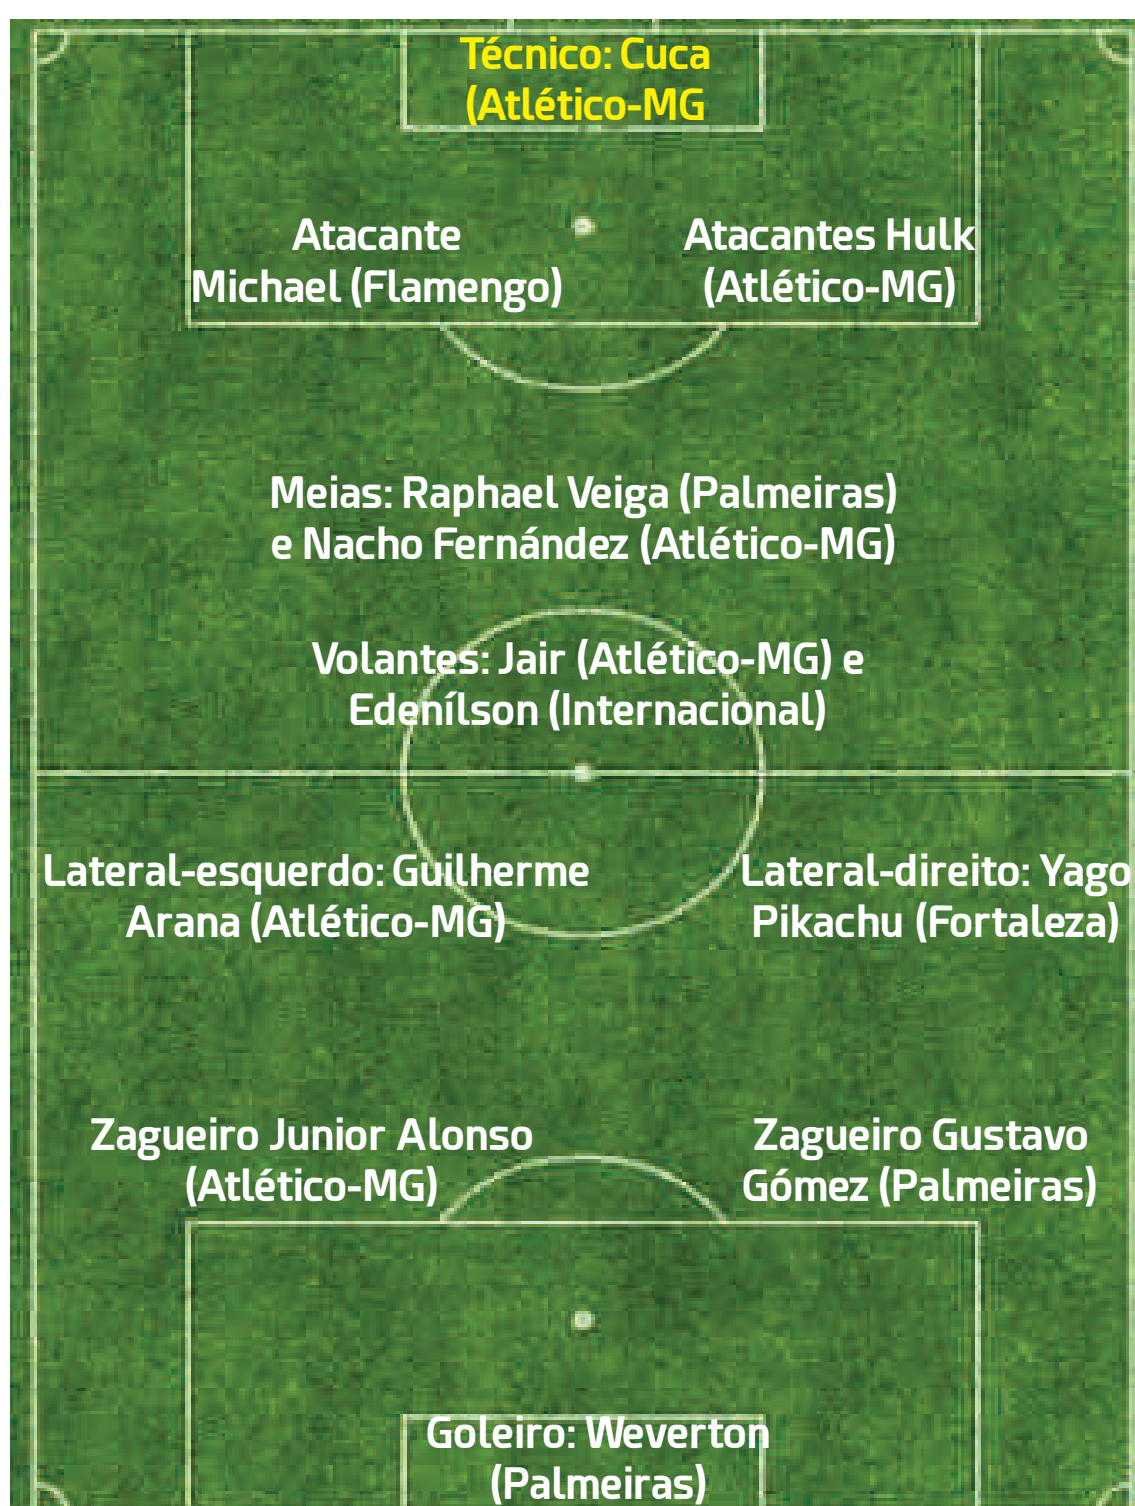 Técnico: Cuca
(Atlético-MG
Atacante
Michael (Flamengo)
Atacantes Hulk
(Atlético-MG)
Meias: Raphael Veiga (Palmeiras)
e Nacho Fernández (Atlético-MG)
Volantes: Jair (Atlético-MG) e
Edenílson (Internacional)
Lateral-esquerdo: Guilherme
Arana (Atlético-MG)
Lateral-direito: Yago
Pikachu (Fortaleza)
Zagueiro Junior Alonso
(Atlético-MG)
Zagueiro Gustavo
Gómez (Palmeiras)
Goleiro: Weverton
(Palmeiras)